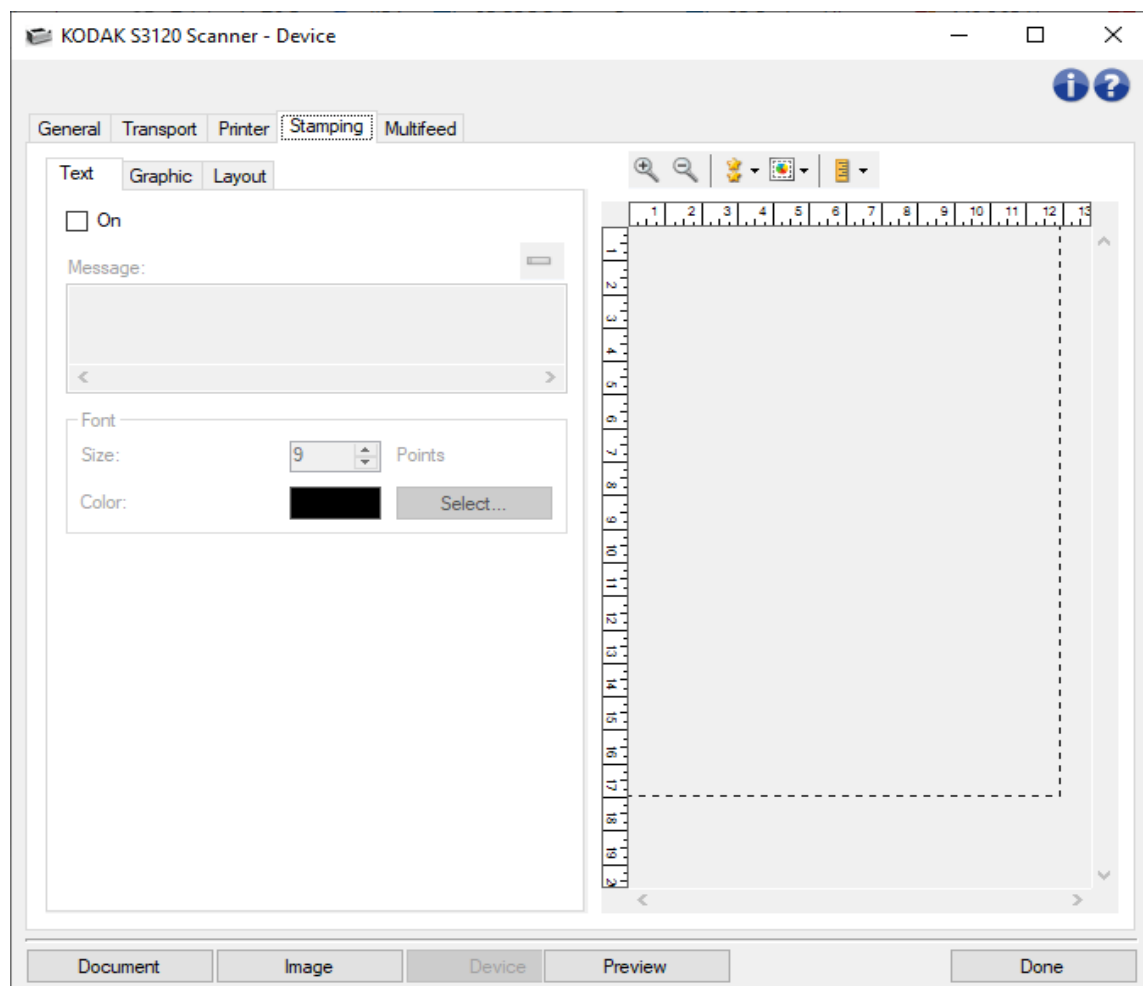 KODAK S3120 Scanner - Device
General Transport Printer Stamping Multifeed
Text Graphic Layout
On
Message:
Font
Size: 9 Points
Color: Select...
1 2 3 4 5 6 7 8 9 10 11 12 13
1
2
3
4
5
6
7
8
9
10
11
12
13
14
15
16
17
18
19
Document Image Device Preview Done